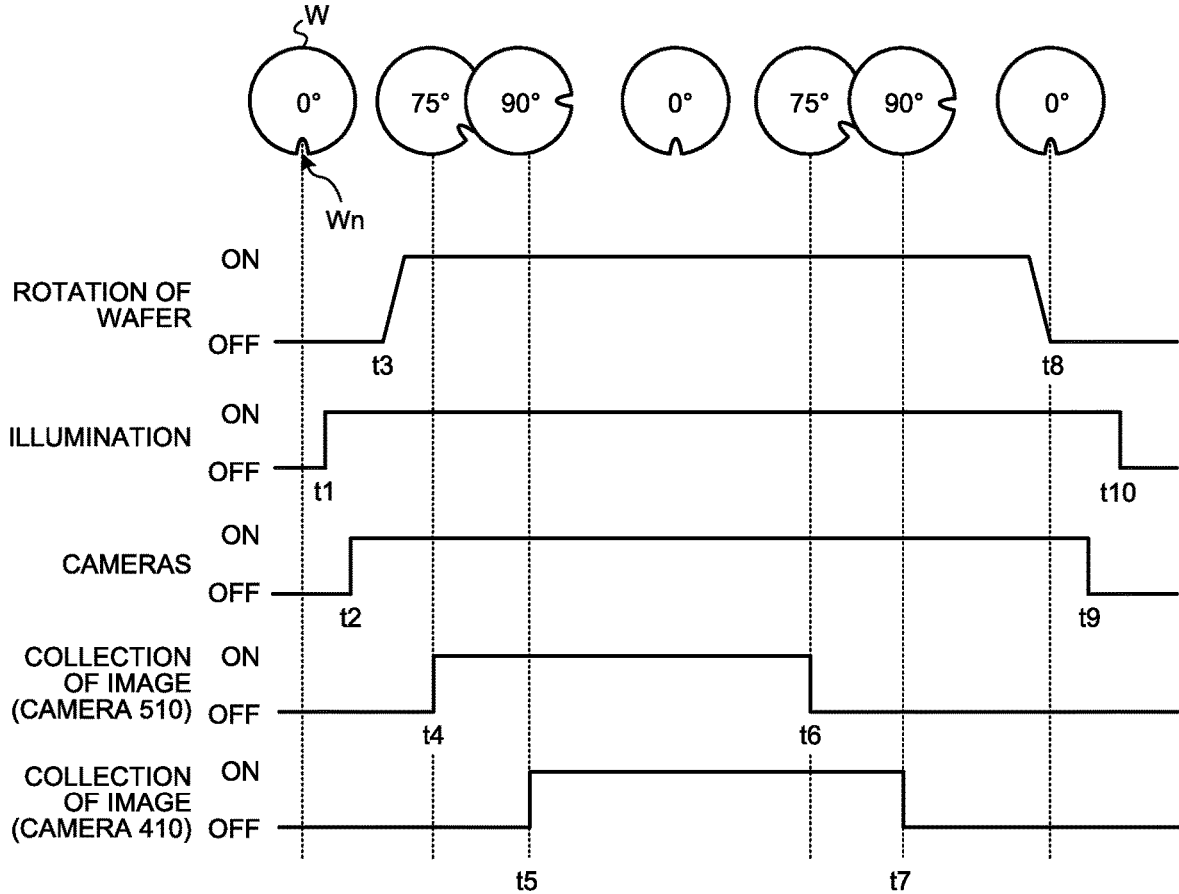 W
0° 75° 90° 0° 75° 90° 0°
Wn
ON
ROTATION OF
WAFER
OFF
t3 t8
ON
ILLUMINATION
OFF
t1 t10
ON
CAMERAS
OFF
t2 t9
COLLECTION
OF IMAGE
(CAMERA 510)
ON
OFF
t4 t6
COLLECTION
OF IMAGE
(CAMERA 410)
ON
OFF
t5 t7